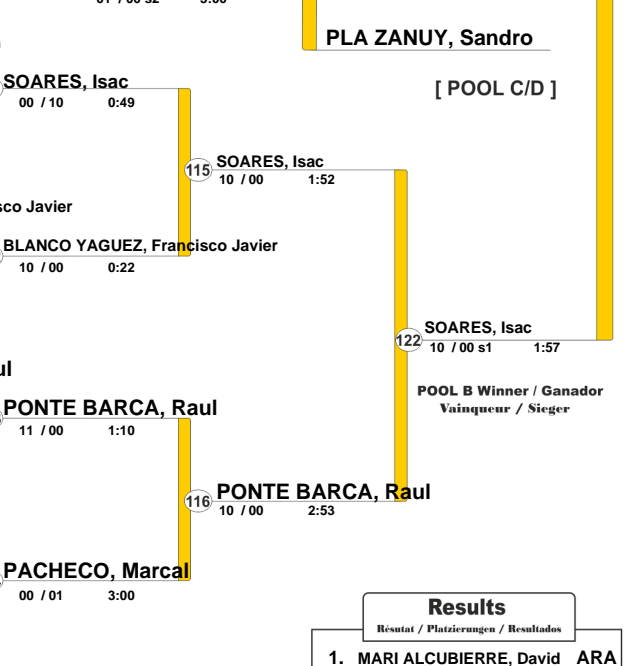 PLA ZANUY, Sandro
[ POOL C/D ]
SOARES, Isac
00 / 10 0:49
115 SOARES, Isac
10 / 00 1:52
sco Javier
BLANCO YAGUEZ, Francisco Javier
10 / 00 0:22
122 SOARES, Isac
10 / 00 s1 1:57
POOL B Winner / Ganador
Vainqueur / Sieger
ul
PONTE BARCA, Raul
11 / 00 1:10
116 PONTE BARCA, Raul
10 / 00 2:53
PACHECO, Marcal
00 / 01 3:00
Results
Résutat / Platzierungen / Resultados
1. MARI ALCUBIERRE, David ARA